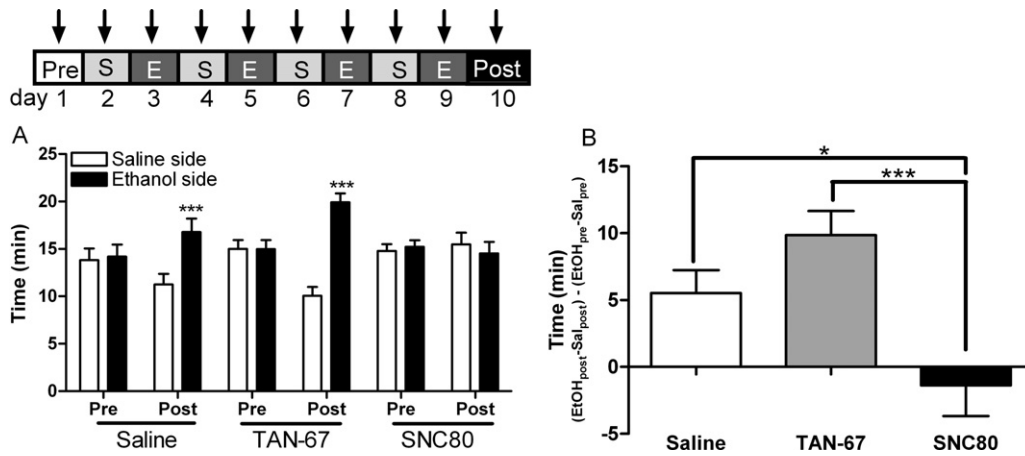 Pre S E S E S E S E Post
day 1 2 3 4 5 6 7 8 9 10
A
Saline side
Ethanol side
Time (min)
25
20
15
10
5
0
***
***
Pre Post Pre Post Pre Post
Saline TAN-67 SNC80
B
Time (min)
(EtOHpost-Salpost) - (EtOHpre-Salpre)
15
10
5
0
-5
*
***
Saline TAN-67 SNC80